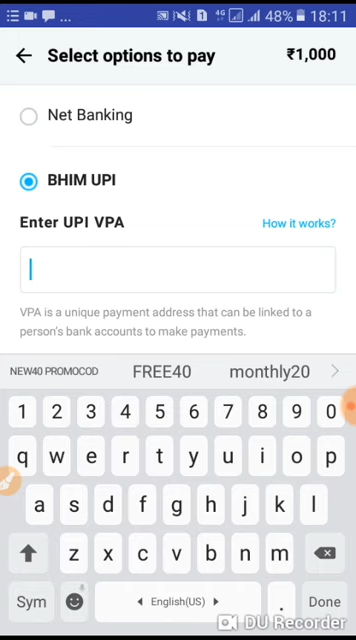 4G 48% 18:11
Select options to pay ₹1,000
Net Banking
BHIM UPI
Enter UPI VPA How it works?
VPA is a unique payment address that can be linked to a
person's bank accounts to make payments.
NEW40 PROMOCOD FREE40 monthly20
1 2 3 4 5 6 7 8 9 0
q w e r t y u i o p
a s d f g h j k l
z x c v b n m
Sym English(US) . Done
DU Recorder